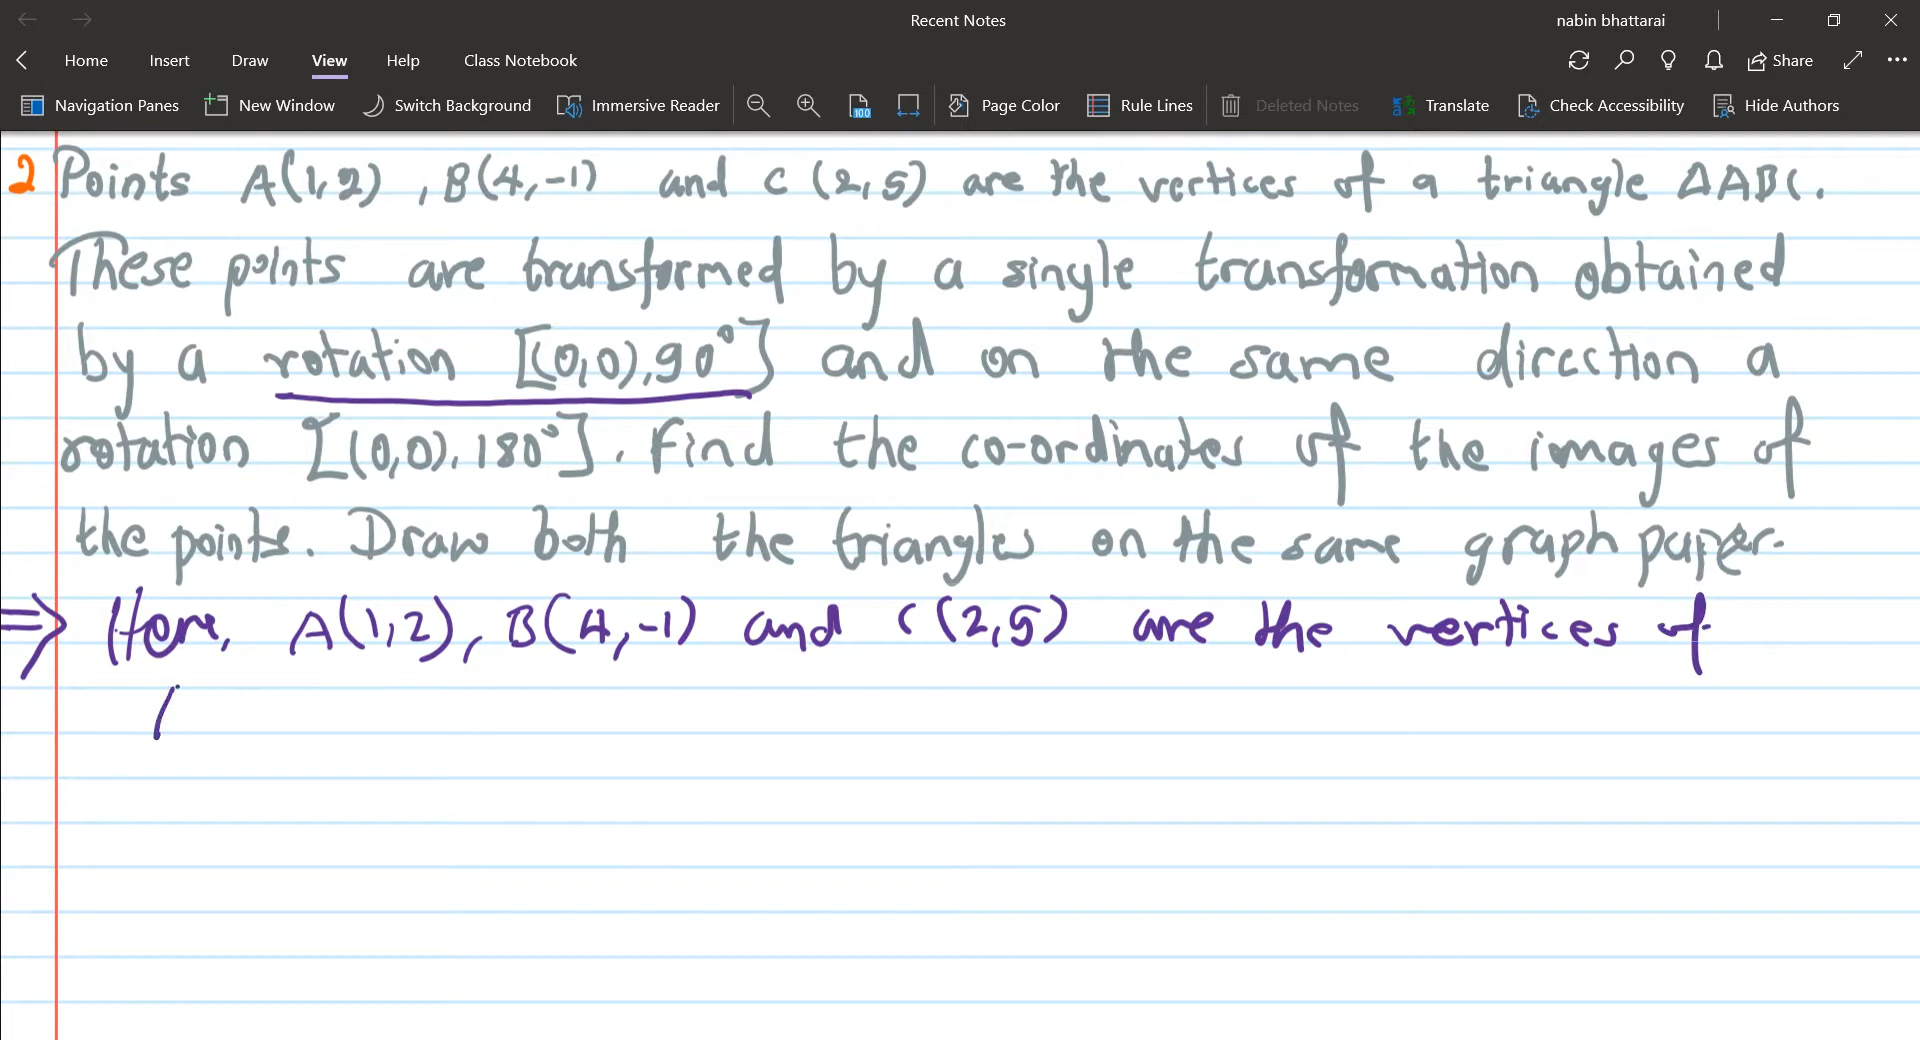 Recent Notes
nabin bhattarai
Home Insert Draw View Help Class Notebook Share
Navigation Panes New Window Switch Background Immersive Reader 100 Page Color Rule Lines Deleted Notes Translate Check Accessibility Hide Authors
2 Points A(1,2), B(4,-1) and C (2,5) are the vertices of a triangle ΔABC.
These points are transformed by a single transformation obtained
by a rotation [(0,0),90°] and on the same direction a
rotation [(0,0),180°]. Find the co-ordinates of the images of
the points. Draw both the triangles on the same graph paper.
⇒ Here, A(1,2), B(4,-1) and C(2,5) are the vertices of